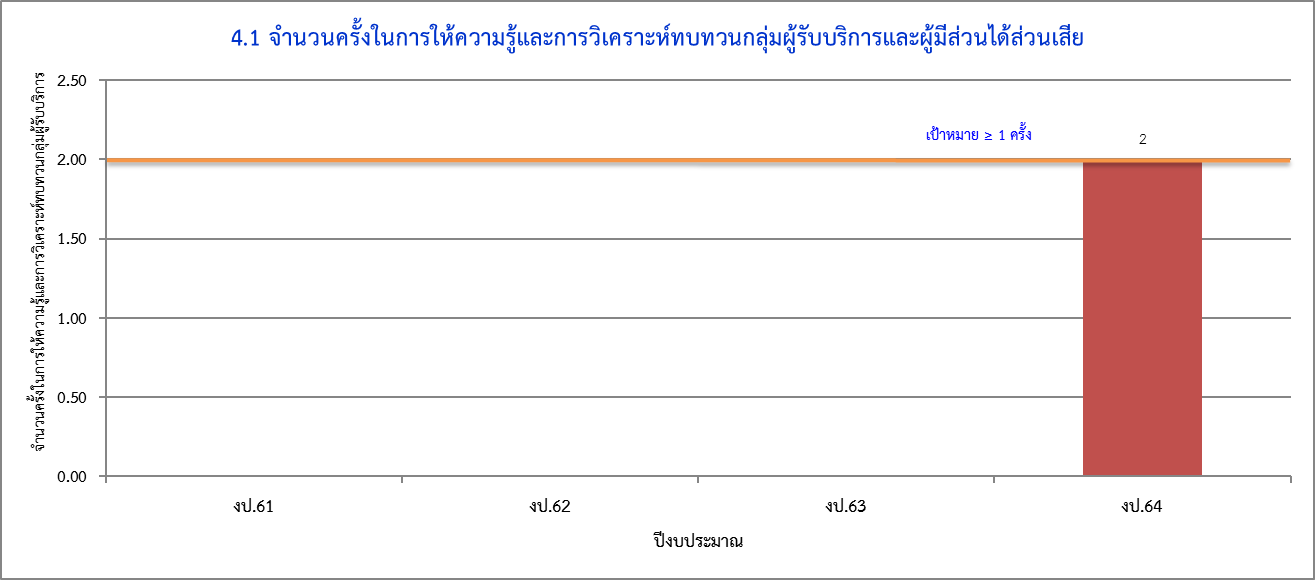 4.1 จำนวนครั้งในการให้ความรู้และการวิเคราะห์ทบทวนกลุ่มผู้รับบริการและผู้มีส่วนได้ส่วนเสีย
จำนวนครั้งในการให้ความรู้และการวิเคราะห์ทบทวนกลุ่มผู้รับบริการ
2.50
2.00
1.50
1.00
0.50
0.00
เป้าหมาย ≥ 1 ครั้ง
2
งป.61
งป.62
งป.63
งป.64
ปีงบประมาณ